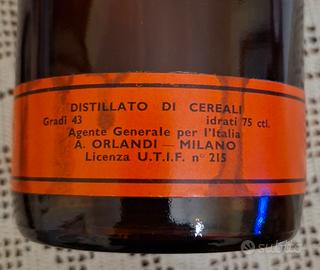 DISTILLATO DI CEREALI
Gradi 43 idrati 75 ctl.
Agente Generale per l'Italia
A. ORLANDI — MILANO
Licenza U.T.I.F. n° 215
subito